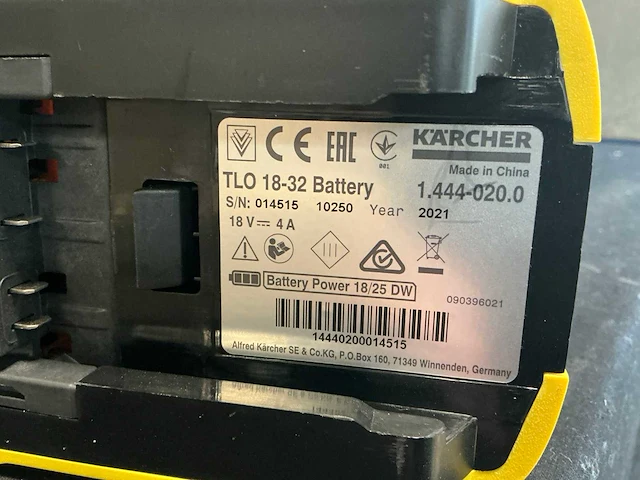 CE EAC 001 KÄRCHER
Made in China
TLO 18-32 Battery 1.444-020.0
S/N: 014515 10250 Year 2021
18 V 4 A
Battery Power 18/25 DW
090396021
14440200014515
Alfred Kärcher SE & Co.KG, P.O.Box 160, 71349 Winnenden, Germany